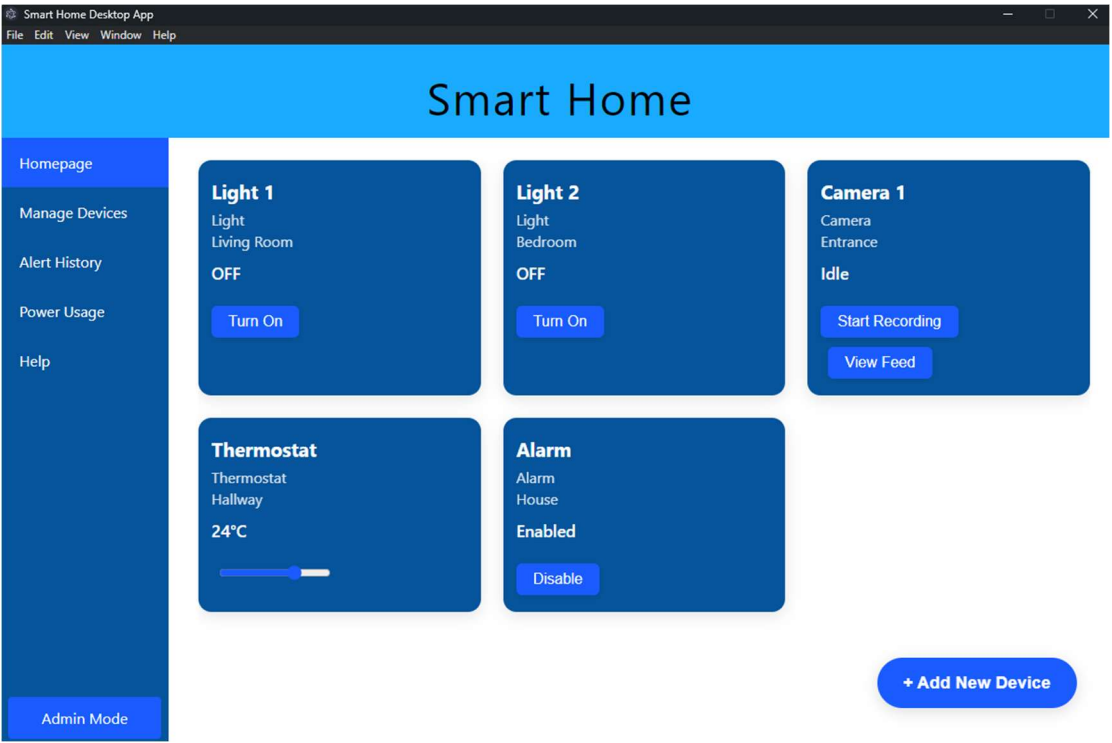 Smart Home Desktop App
File Edit View Window Help
Smart Home
Homepage
Manage Devices
Alert History
Power Usage
Help
Admin Mode
Light 1
Light
Living Room
OFF
Turn On
Light 2
Light
Bedroom
OFF
Turn On
Camera 1
Camera
Entrance
Idle
Start Recording
View Feed
Thermostat
Thermostat
Hallway
24°C
Alarm
Alarm
House
Enabled
Disable
+ Add New Device